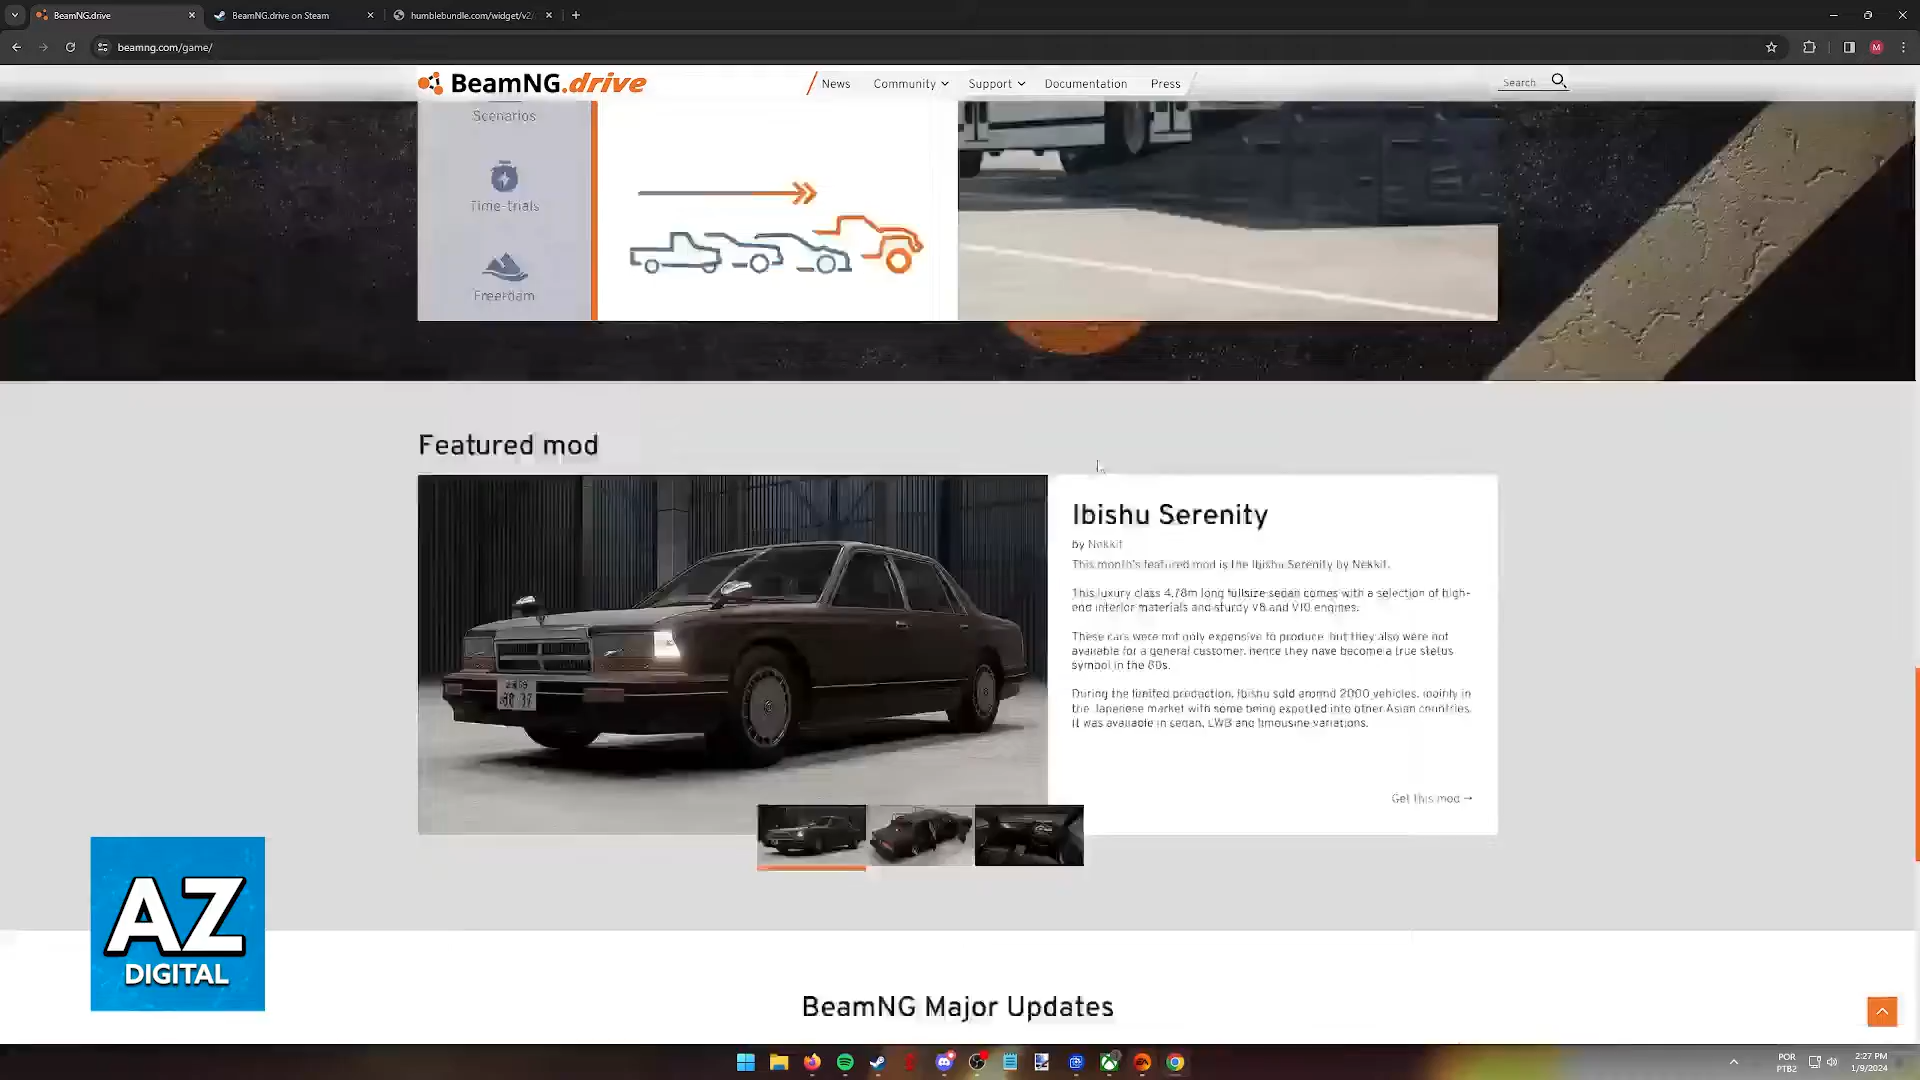 BeamNG.drive
BeamNG.drive on Steam
humblebundle.com/widget/v2/
beamng.com/game/
M
BeamNG.drive
News
Community
Support
Documentation
Press
Search
Scenarios
Time-trials
Freeroam
Featured mod
Ibishu Serenity
by Nekkit
This month's featured mod is the Ibishu Serenity by Nekkit.
This luxury class 4.78m long fullsize sedan comes with a selection of high-
end interior materials and sturdy V8 and V10 engines.
These cars were not only expensive to produce, but they also were not
available for a general customer, hence they have become a true status
symbol in the 80s.
During the limited production, Ibishu sold around 2000 vehicles, mainly in
the Japanese market with some being exported into other Asian countries.
It was available in sedan, LWB and limousine variations.
Get this mod →
AZ
DIGITAL
BeamNG Major Updates
POR
PTB2
2:27 PM
1/9/2024